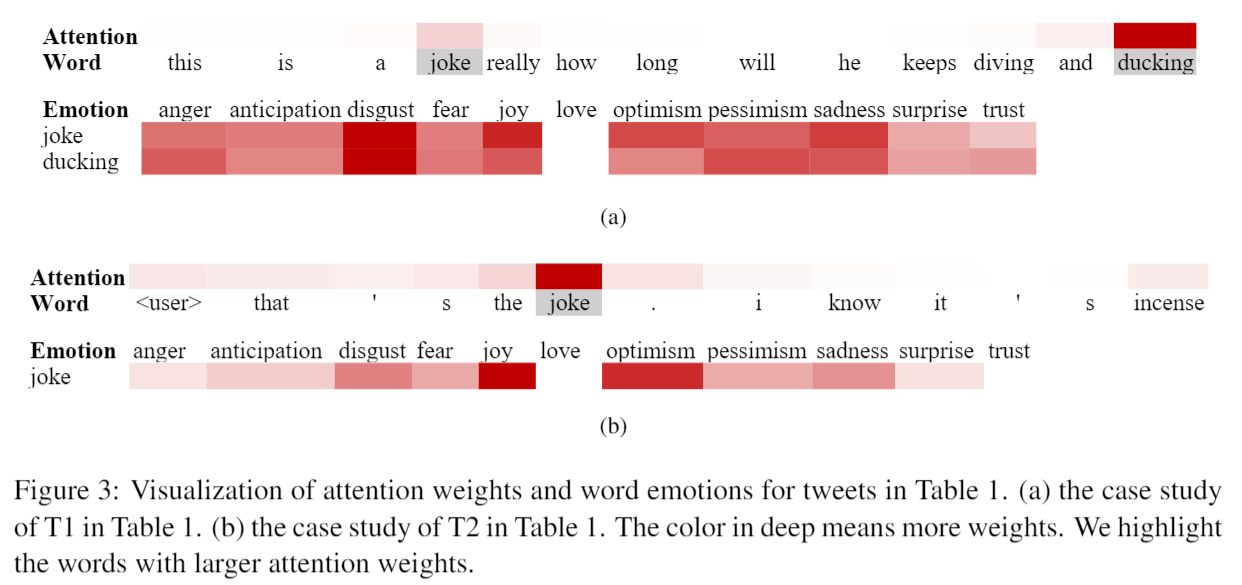 Attention
Word this is a joke really how long will he keeps diving and ducking
Emotion anger anticipation disgust fear joy love optimism pessimism sadness surprise trust
joke
ducking
(a)
Attention
Word <user> that ' s the joke . i know it ' s incense
Emotion anger anticipation disgust fear joy love optimism pessimism sadness surprise trust
joke
(b)
Figure 3: Visualization of attention weights and word emotions for tweets in Table 1. (a) the case study
of T1 in Table 1. (b) the case study of T2 in Table 1. The color in deep means more weights. We highlight
the words with larger attention weights.